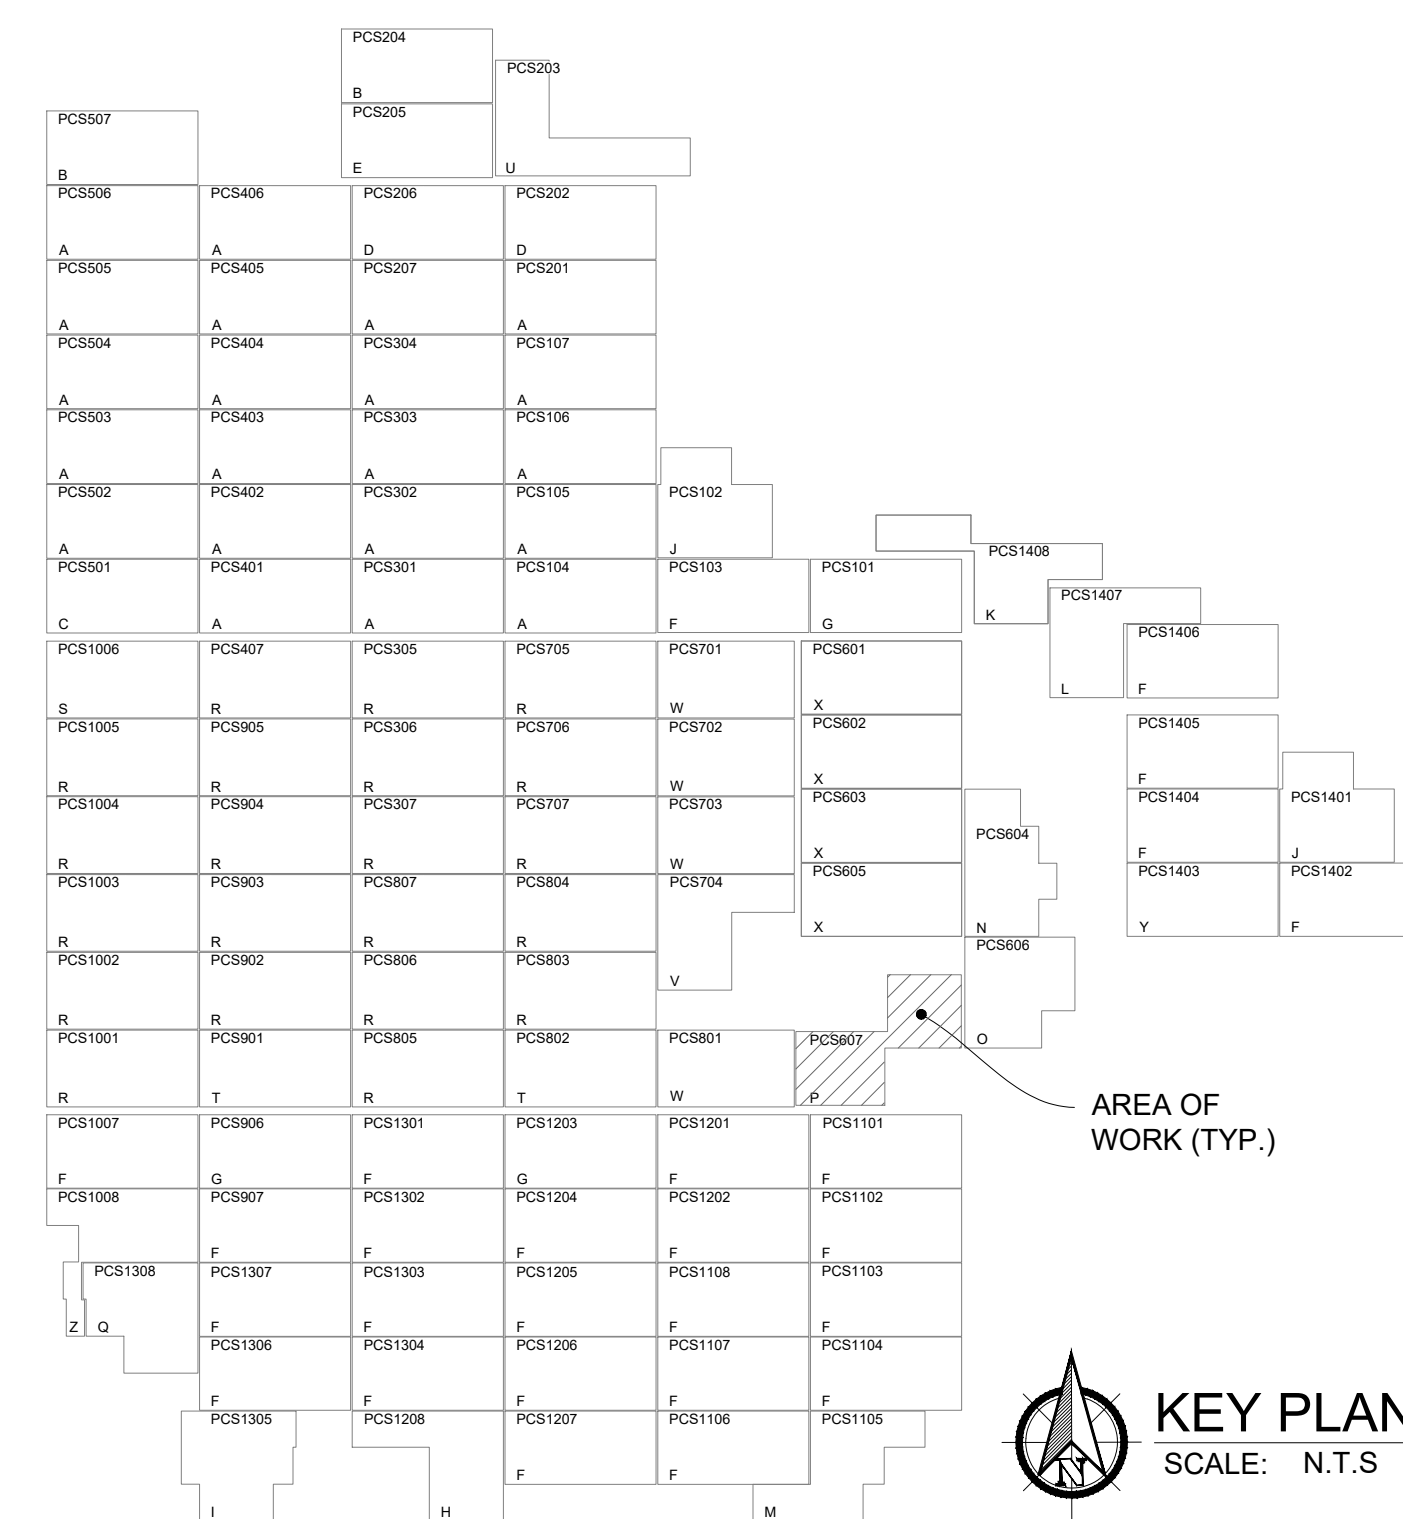 PCS204
B
PCS203
U
PCS205
E
PCS507
B
PCS506 PCS406 PCS206 PCS202
A A D D
PCS505 PCS405 PCS207 PCS201
A A A A
PCS504 PCS404 PCS304 PCS107
A A A A
PCS503 PCS403 PCS303 PCS106
A A A A
PCS502 PCS402 PCS302 PCS105 PCS102
A A A A J
PCS1408
K
PCS501 PCS401 PCS301 PCS104 PCS103 PCS101
C A A A F G
PCS1407
L
PCS1406
F
PCS1006 PCS407 PCS305 PCS705 PCS701 PCS601
S R R R W X
PCS1005 PCS905 PCS306 PCS706 PCS702 PCS602 PCS1405
R R R R W X F
PCS1004 PCS904 PCS307 PCS707 PCS703 PCS603 PCS1404 PCS1401
R R R R W X F J
PCS604
N
PCS1003 PCS903 PCS807 PCS804 PCS704 PCS605 PCS1403 PCS1402
R R R R V X Y F
PCS606
O
PCS1002 PCS902 PCS806 PCS803
R R R R
PCS1001 PCS901 PCS805 PCS802 PCS801 PCS607
R T R T W P
AREA OF
WORK (TYP.)
PCS1007 PCS906 PCS1301 PCS1203 PCS1201 PCS1101
F G F G F F
PCS1008 PCS907 PCS1302 PCS1204 PCS1202 PCS1102
F F F F F
PCS1308 PCS1307 PCS1303 PCS1205 PCS1108 PCS1103
Z Q F F F F F
PCS1306 PCS1304 PCS1206 PCS1107 PCS1104
F F F F F
PCS1305 PCS1208 PCS1207 PCS1106 PCS1105
F F
I H M
N
KEY PLAN
SCALE: N.T.S